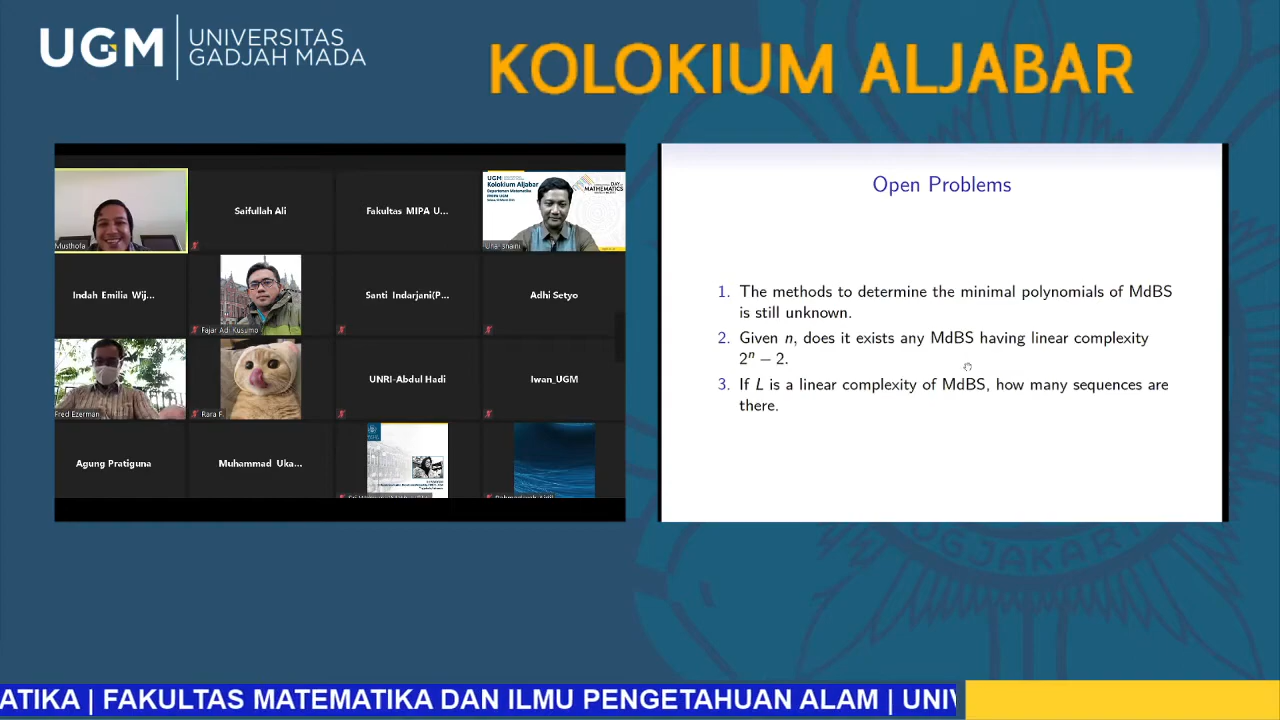 UGM
UNIVERSITAS
GADJAH MADA
KOLOKIUM ALJABAR
Musthofa
Saifullah Ali
Fakultas MIPA U...
UGM
Kolokium Aljabar
Departemen Matematika
DAY OF
MATHEMATICS
Indah Emilia Wij...
Fajar Adi Kusumo
Santi Indarjani(P...
Adhi Setyo
Fred Ezerman
Rara F.
UNRI-Abdul Hadi
Iwan_UGM
Agung Pratiguna
Muhammad Uka...
Open Problems
1. The methods to determine the minimal polynomials of MdBS
is still unknown.
2. Given n, does it exists any MdBS having linear complexity
2ⁿ − 2.
3. If L is a linear complexity of MdBS, how many sequences are
there.
GJAKAR
ATIKA | FAKULTAS MATEMATIKA DAN ILMU PENGETAHUAN ALAM | UNIV